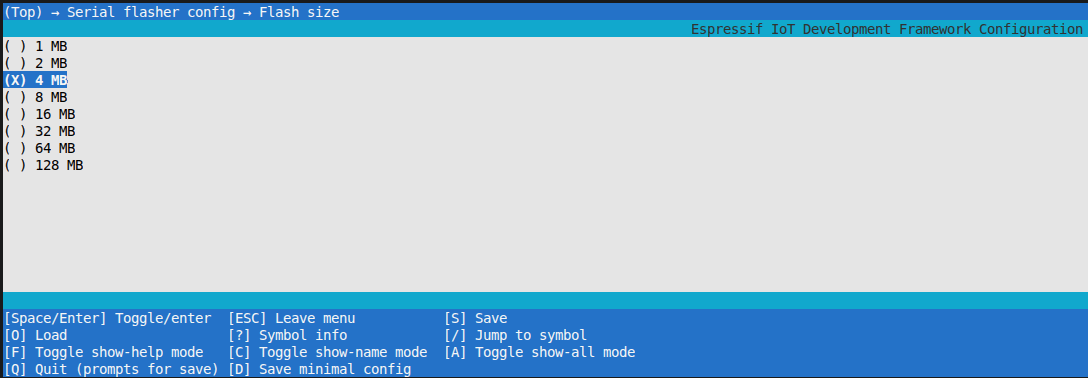 (Top) → Serial flasher config → Flash size
Espressif IoT Development Framework Configuration
( ) 1 MB
( ) 2 MB
(X) 4 MB
( ) 8 MB
( ) 16 MB
( ) 32 MB
( ) 64 MB
( ) 128 MB
[Space/Enter] Toggle/enter [ESC] Leave menu [S] Save
[O] Load [?] Symbol info [/] Jump to symbol
[F] Toggle show-help mode [C] Toggle show-name mode [A] Toggle show-all mode
[Q] Quit (prompts for save) [D] Save minimal config